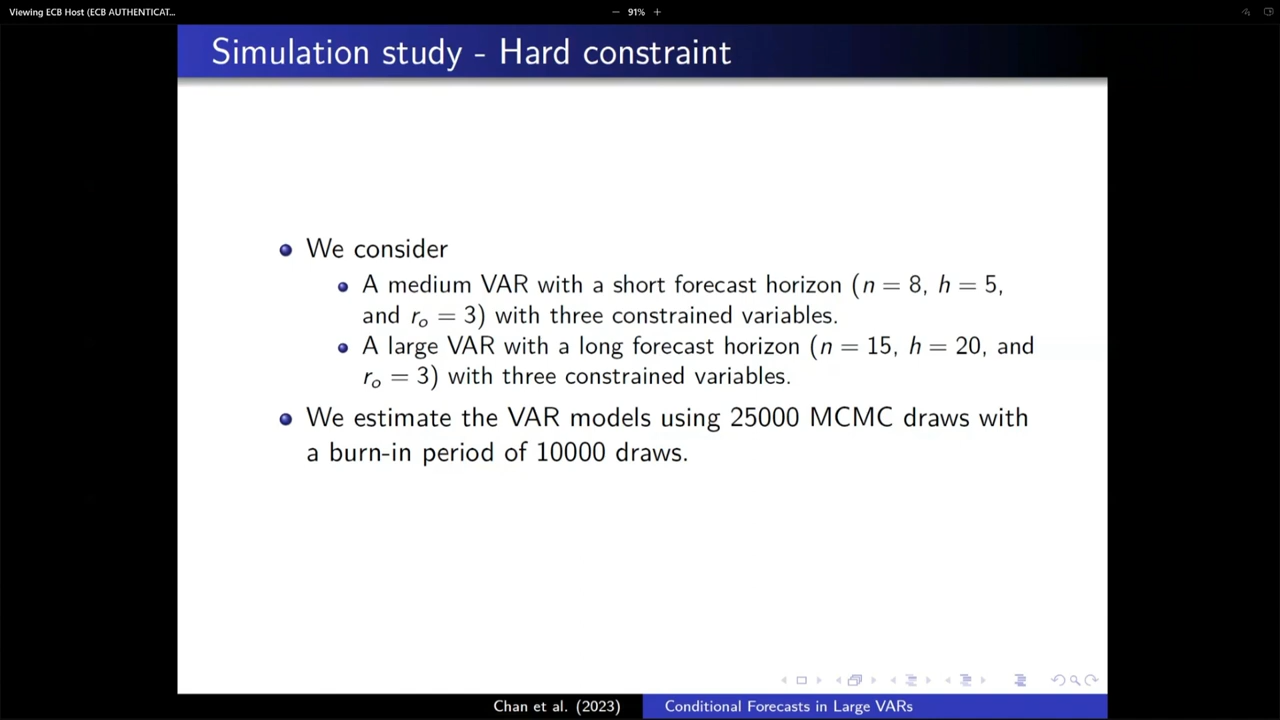 Viewing ECB Host (ECB AUTHENTICAT...
− 91% +
Simulation study - Hard constraint
We consider
A medium VAR with a short forecast horizon (n = 8, h = 5,
and rₒ = 3) with three constrained variables.
A large VAR with a long forecast horizon (n = 15, h = 20, and
rₒ = 3) with three constrained variables.
We estimate the VAR models using 25000 MCMC draws with
a burn-in period of 10000 draws.
Chan et al. (2023)
Conditional Forecasts in Large VARs